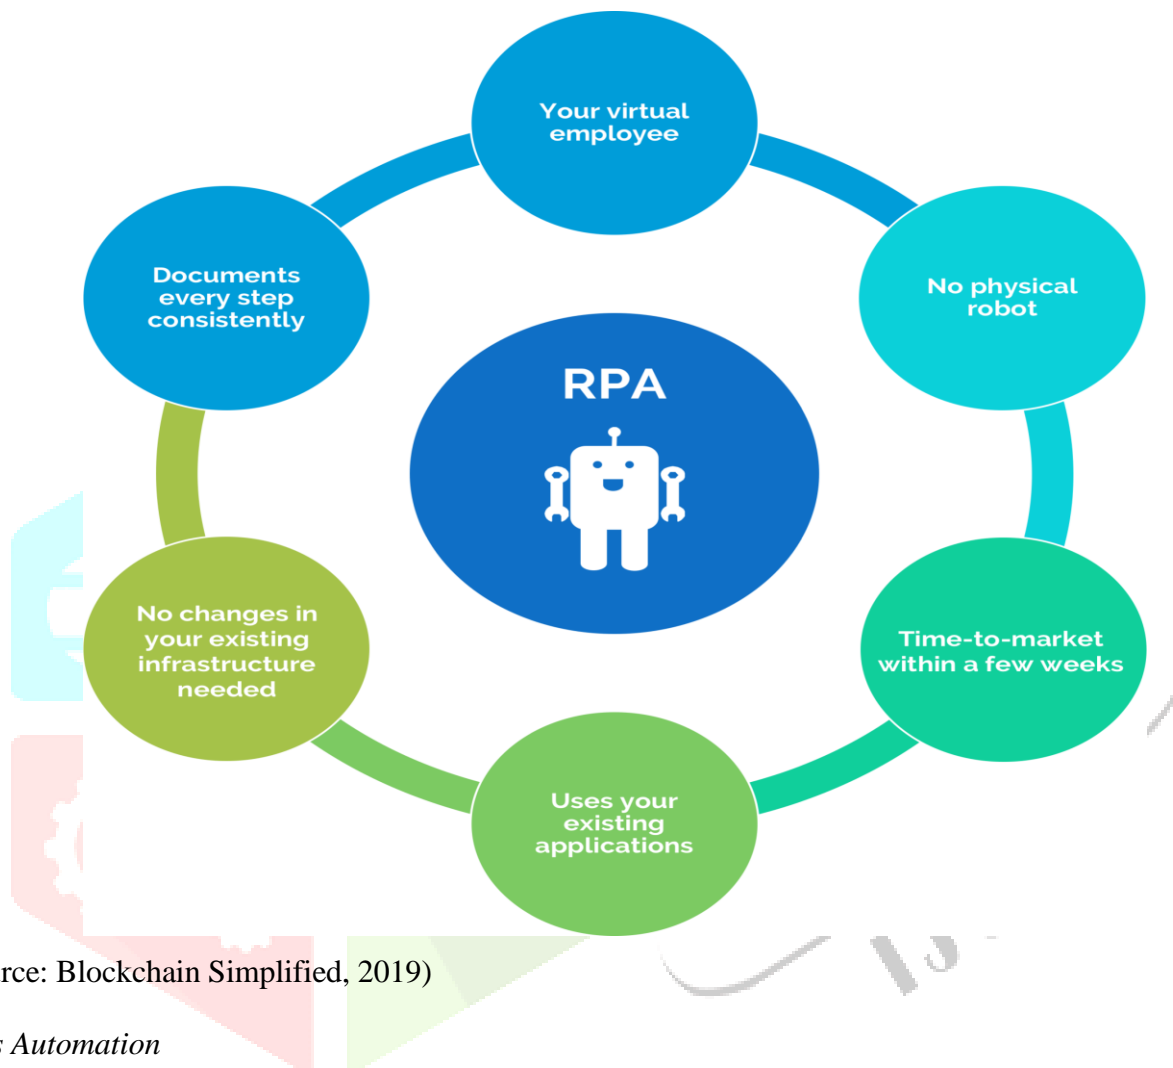 Your virtual
employee
No physical
robot
Documents
every step
consistently
RPA
Time-to-market
within a few weeks
No changes in
your existing
infrastructure
needed
Uses your
existing
applications
rce: Blockchain Simplified, 2019)
s Automation